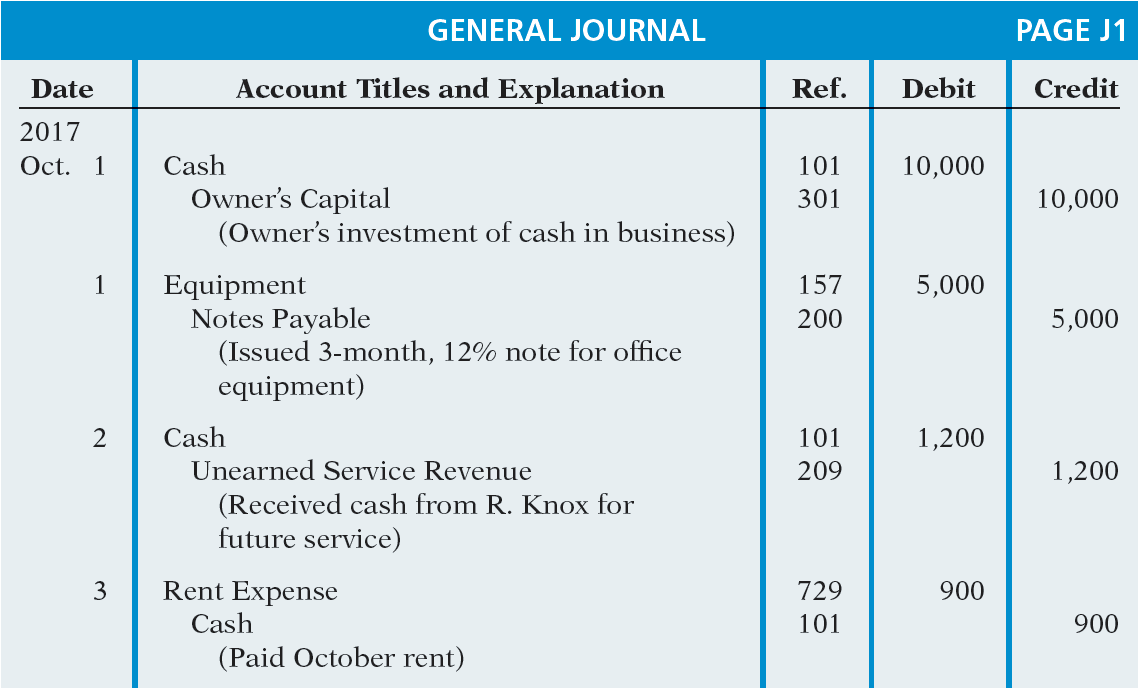 GENERAL JOURNAL PAGE J1
Date Account Titles and Explanation Ref. Debit Credit
2017
Oct. 1 Cash 101 10,000
Owner’s Capital 301 10,000
(Owner’s investment of cash in business)
1 Equipment 157 5,000
Notes Payable 200 5,000
(Issued 3-month, 12% note for office
equipment)
2 Cash 101 1,200
Unearned Service Revenue 209 1,200
(Received cash from R. Knox for
future service)
3 Rent Expense 729 900
Cash 101 900
(Paid October rent)